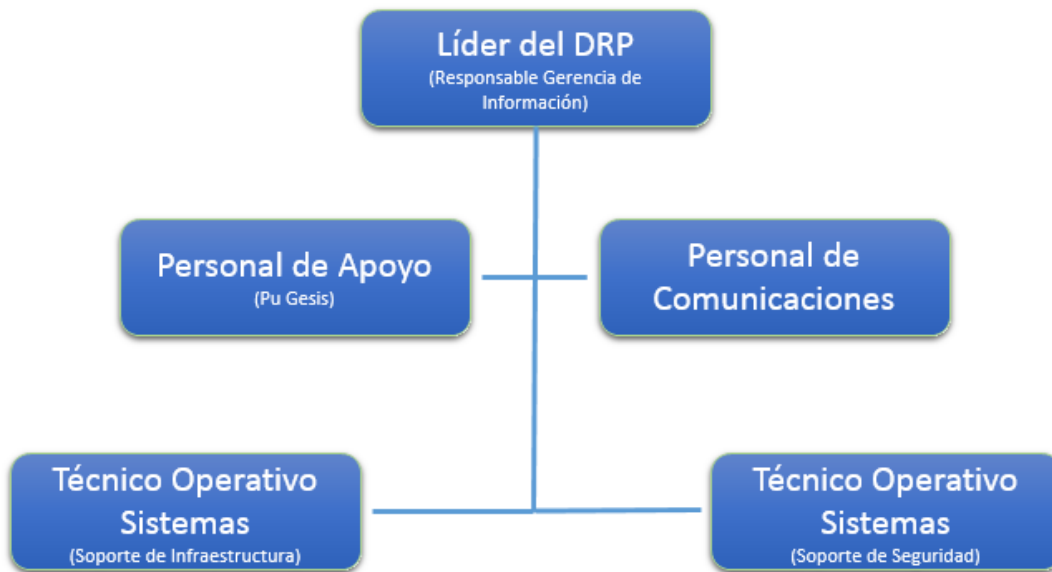 Líder del DRP
(Responsable Gerencia de
Información)
Personal de Apoyo
(Pu Gesis)
Personal de
Comunicaciones
Técnico Operativo
Sistemas
(Soporte de Infraestructura)
Técnico Operativo
Sistemas
(Soporte de Seguridad)